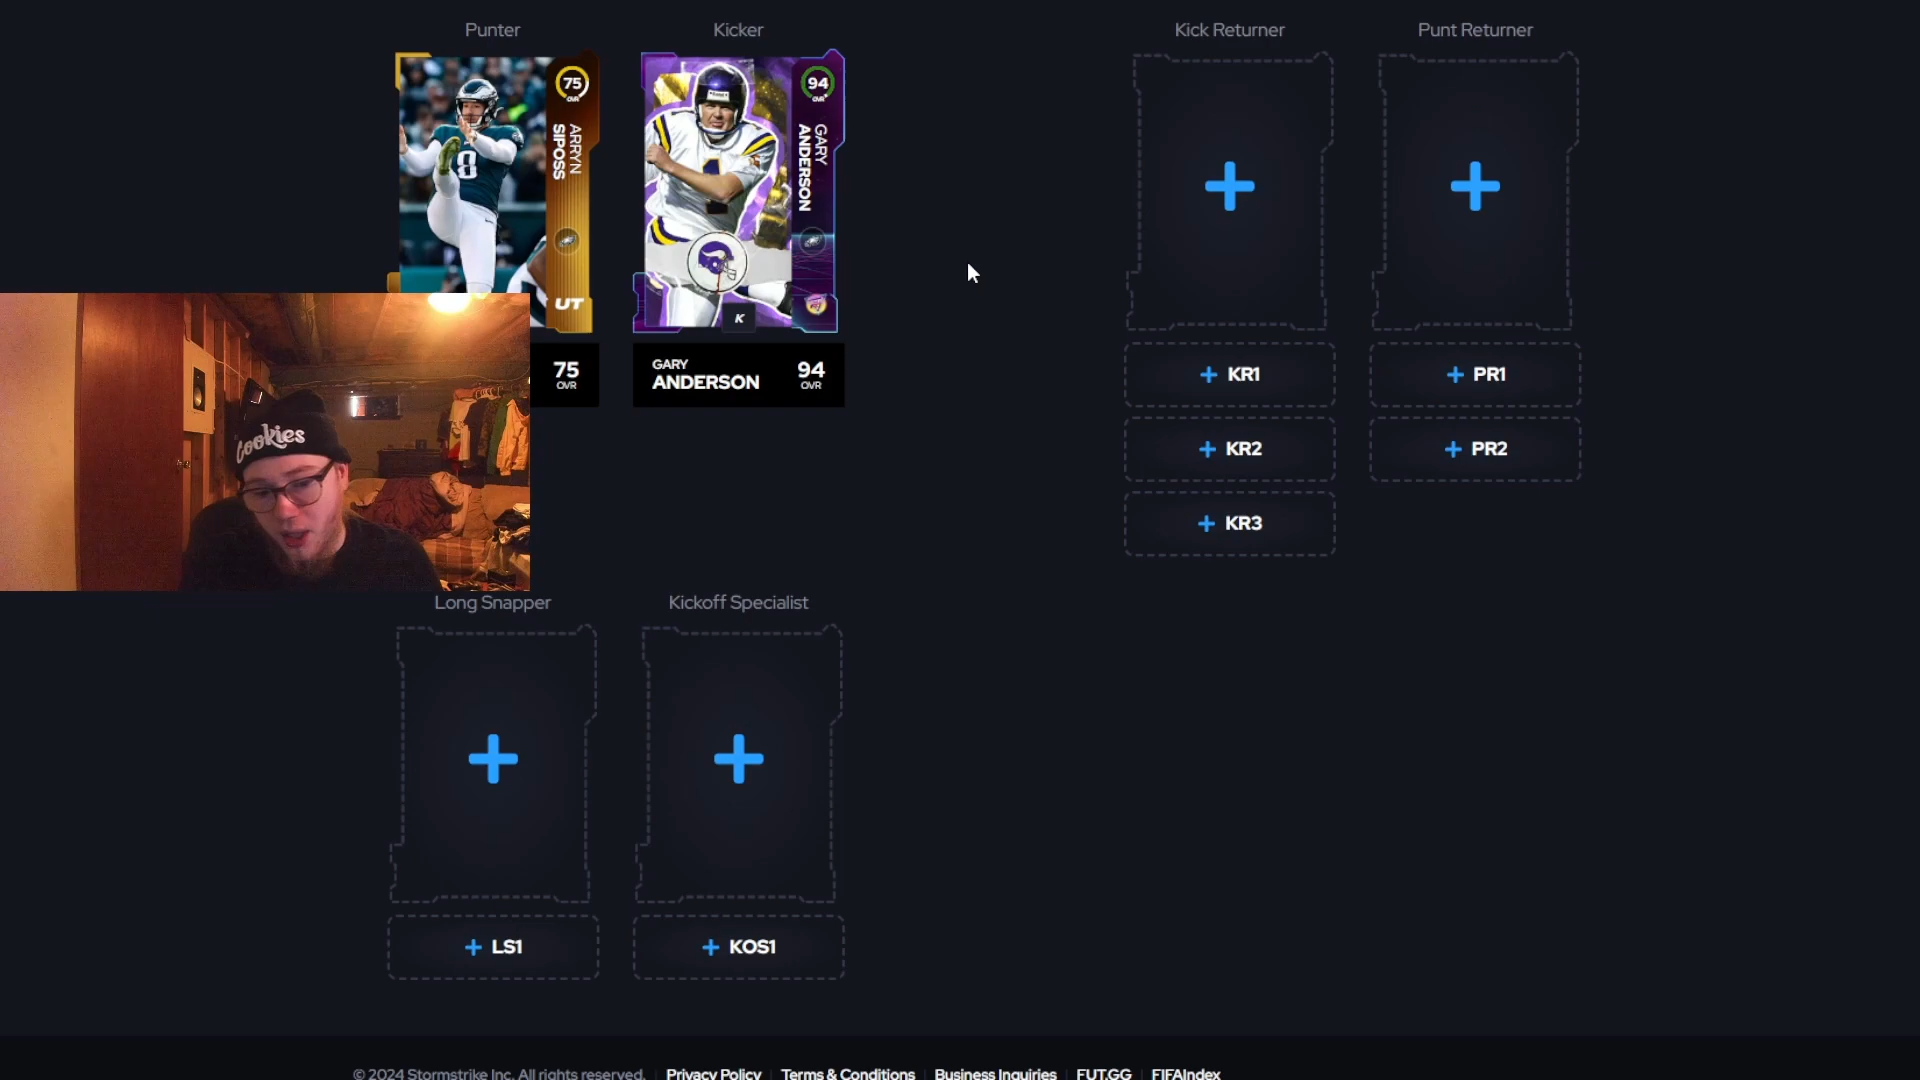 Punter
Kicker
Kick Returner
Punt Returner
75
OVR
ARRYN
SIPOSS
8
UT
94
OVR
GARY
ANDERSON
1
K
75
OVR
GARY
ANDERSON
94
OVR
+ KR1
+ PR1
+ KR2
+ PR2
+ KR3
Cookies
Long Snapper
Kickoff Specialist
+ LS1
+ KOS1
© 2024 Stormstrike Inc. All rights reserved.
Privacy Policy
Terms & Conditions
Business Inquiries
FUT.GG
FIFAIndex